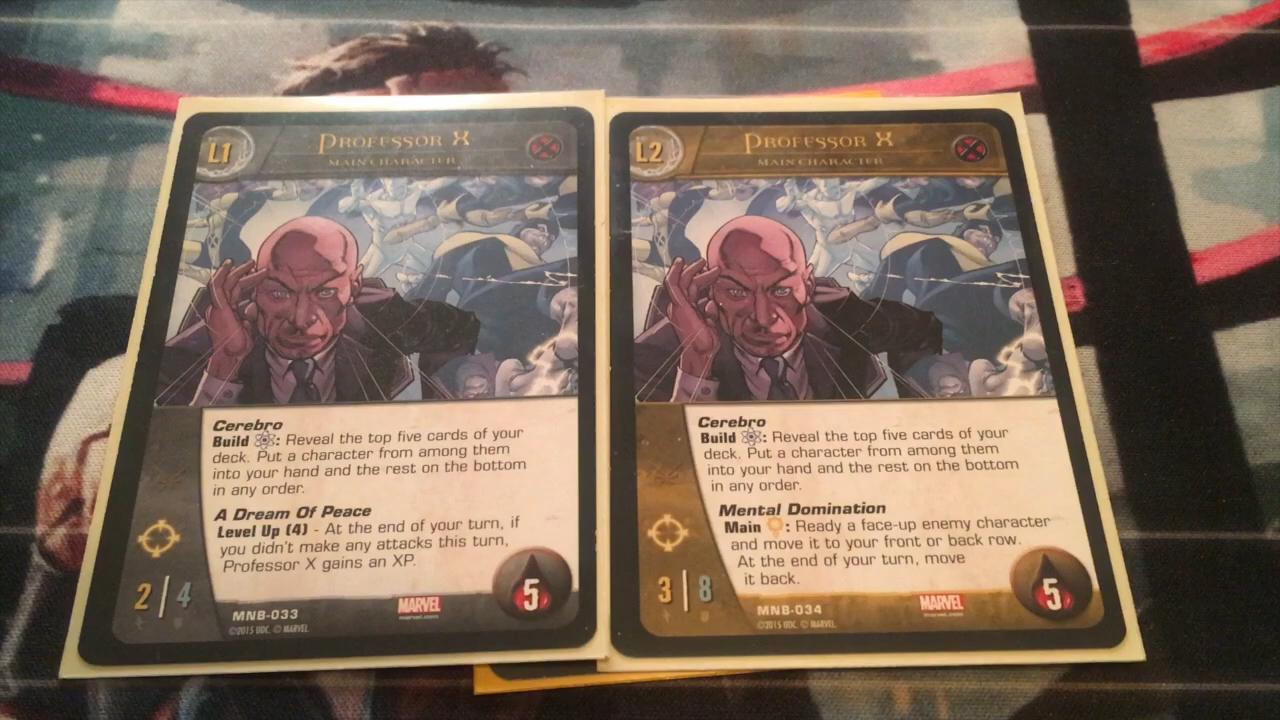 L1
PROFESSOR X
MAIN CHARACTER
Cerebro
Build : Reveal the top five cards of your
deck. Put a character from among them
into your hand and the rest on the bottom
in any order.
A Dream Of Peace
Level Up (4) - At the end of your turn, if
you didn't make any attacks this turn,
Professor X gains an XP.
2 | 4
5
MNB-033
MARVEL
marvel.com
©2015 UDC. © MARVEL.
L2
PROFESSOR X
MAIN CHARACTER
Cerebro
Build : Reveal the top five cards of your
deck. Put a character from among them
into your hand and the rest on the bottom
in any order.
Mental Domination
Main : Ready a face-up enemy character
and move it to your front or back row.
At the end of your turn, move
it back.
3 | 8
5
MNB-034
MARVEL
marvel.com
©2015 UDC. © MARVEL.